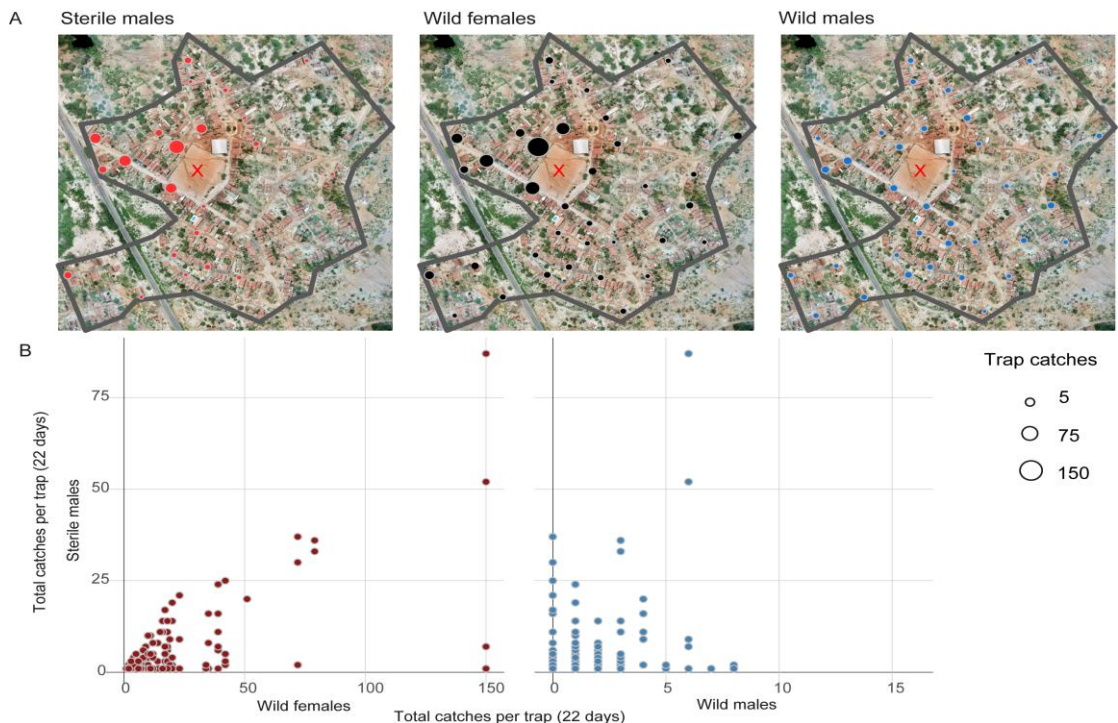 A
Sterile males
Wild females
Wild males
X
X
X
B
Total catches per trap (22 days)
Sterile males
75
50
25
0
0
50
100
150
Wild females
0
5
10
15
Wild males
Total catches per trap (22 days)
Trap catches
5
75
150